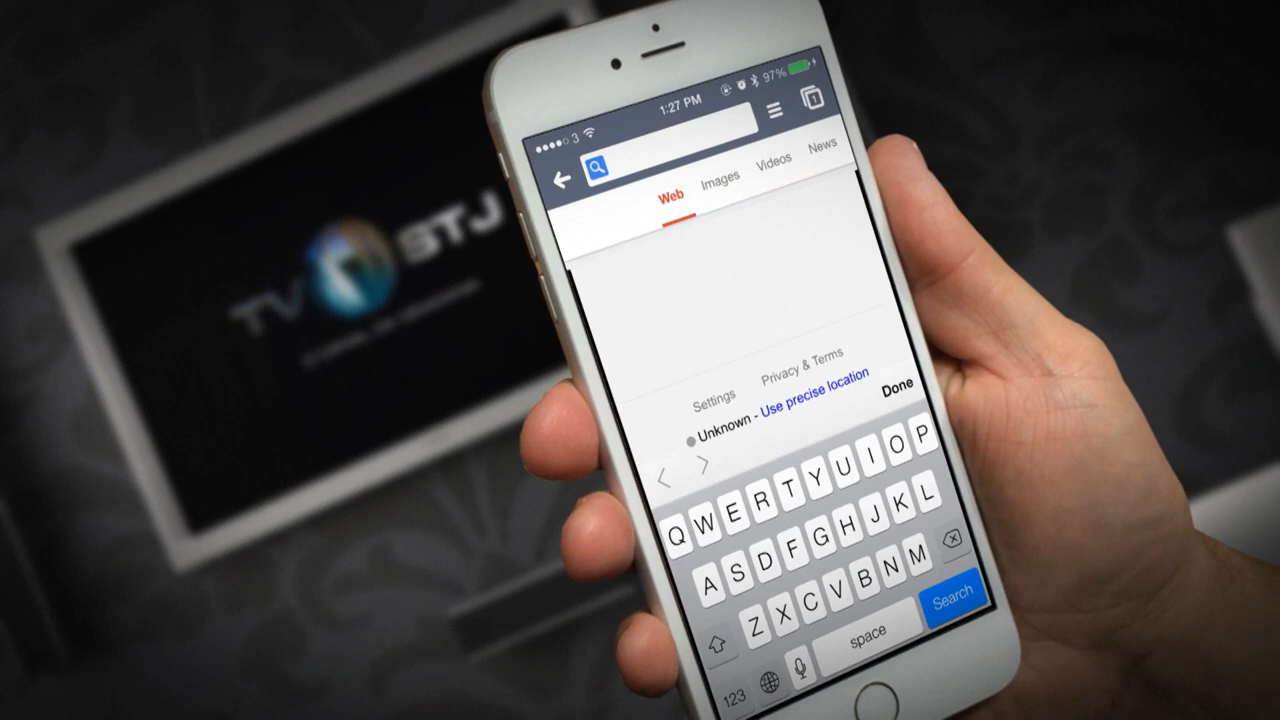 TV STJ
3 1:27 PM 97%
1
Web Images Videos News
Settings Privacy & Terms
Unknown - Use precise location
Done
Q W E R T Y U I O P
A S D F G H J K L
Z X C V B N M
123 space Search